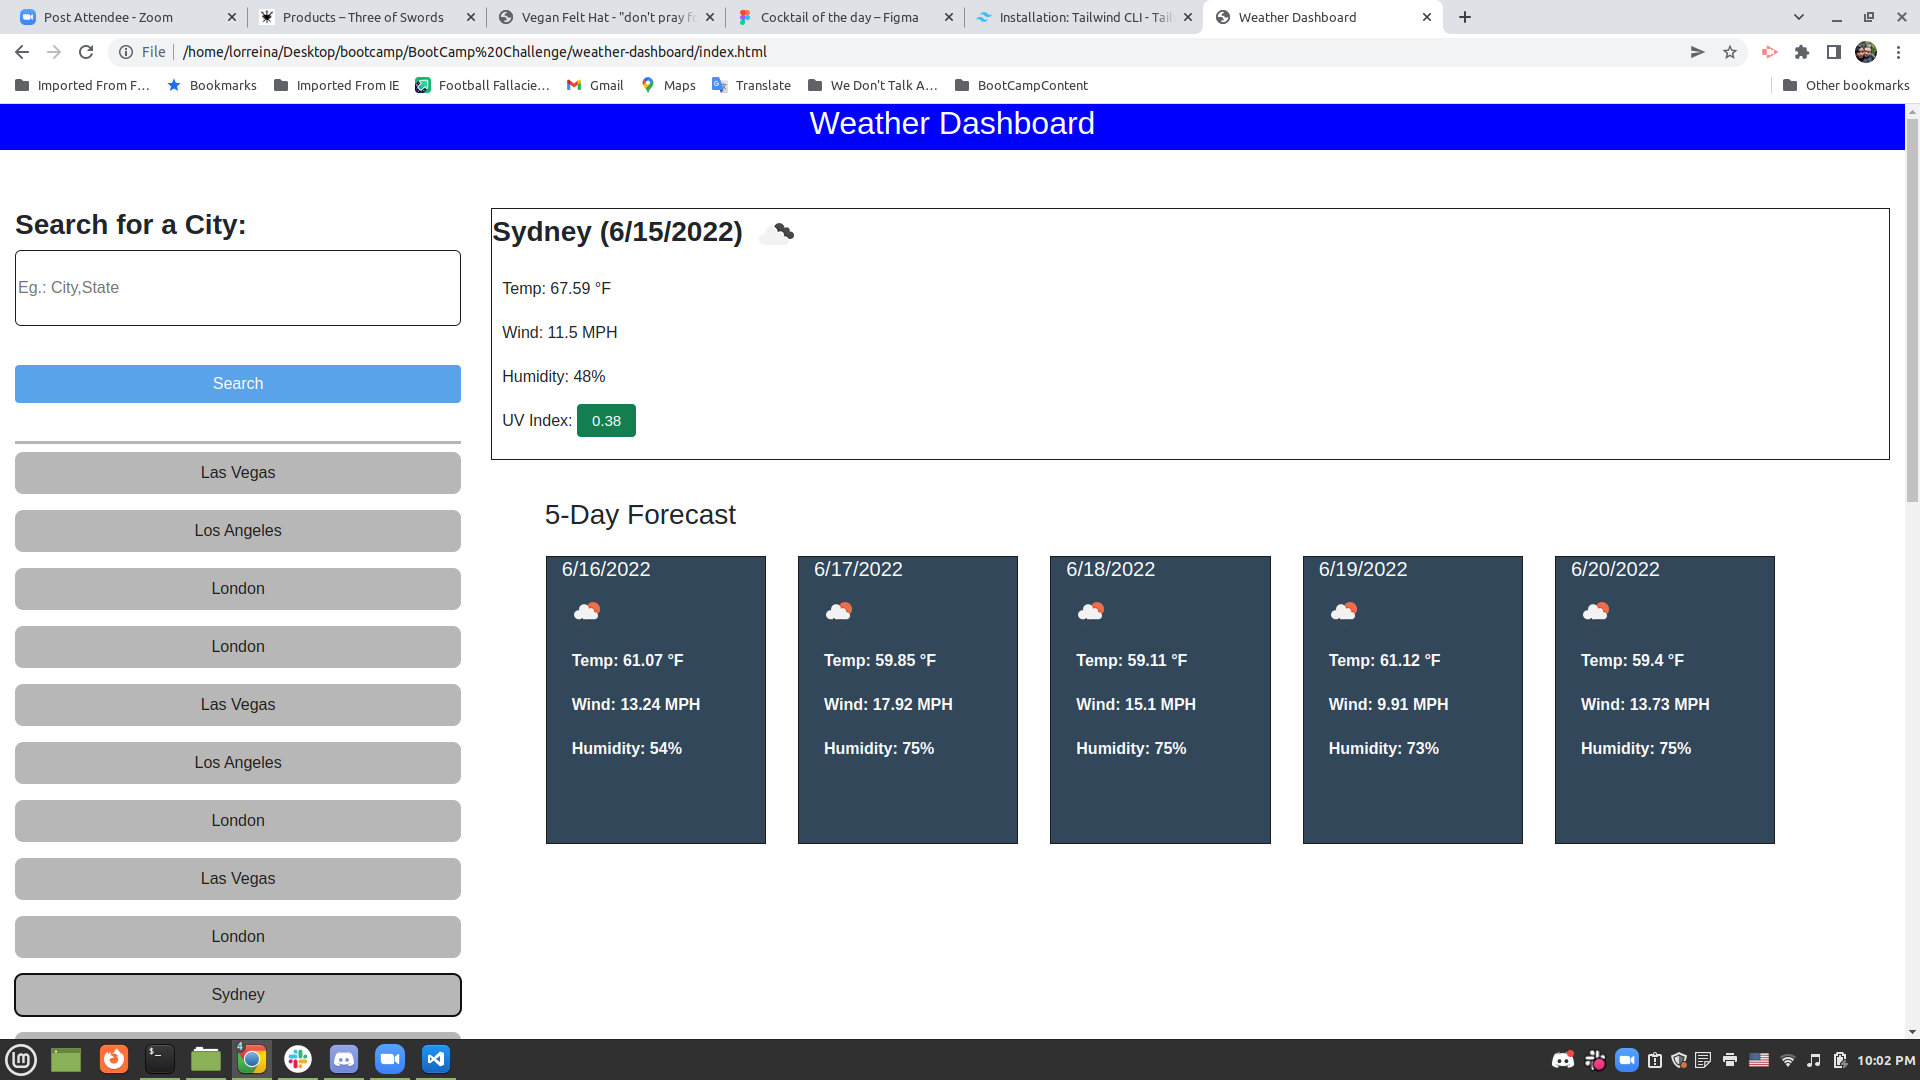 Post Attendee - Zoom
Products – Three of Swords
Vegan Felt Hat - "don't pray fo
Cocktail of the day – Figma
Installation: Tailwind CLI - Tail
Weather Dashboard
File
/home/lorreina/Desktop/bootcamp/BootCamp%20Challenge/weather-dashboard/index.html
Imported From F...
Bookmarks
Imported From IE
Football Fallacie...
Gmail
Maps
Translate
We Don't Talk A...
BootCampContent
Other bookmarks
Weather Dashboard
Search for a City:
Eg.: City,State
Search
Las Vegas
Los Angeles
London
London
Las Vegas
Los Angeles
London
Las Vegas
London
Sydney
Sydney (6/15/2022)
Temp: 67.59 °F
Wind: 11.5 MPH
Humidity: 48%
UV Index: 0.38
5-Day Forecast
6/16/2022
Temp: 61.07 °F
Wind: 13.24 MPH
Humidity: 54%
6/17/2022
Temp: 59.85 °F
Wind: 17.92 MPH
Humidity: 75%
6/18/2022
Temp: 59.11 °F
Wind: 15.1 MPH
Humidity: 75%
6/19/2022
Temp: 61.12 °F
Wind: 9.91 MPH
Humidity: 73%
6/20/2022
Temp: 59.4 °F
Wind: 13.73 MPH
Humidity: 75%
$_
4
10:02 PM